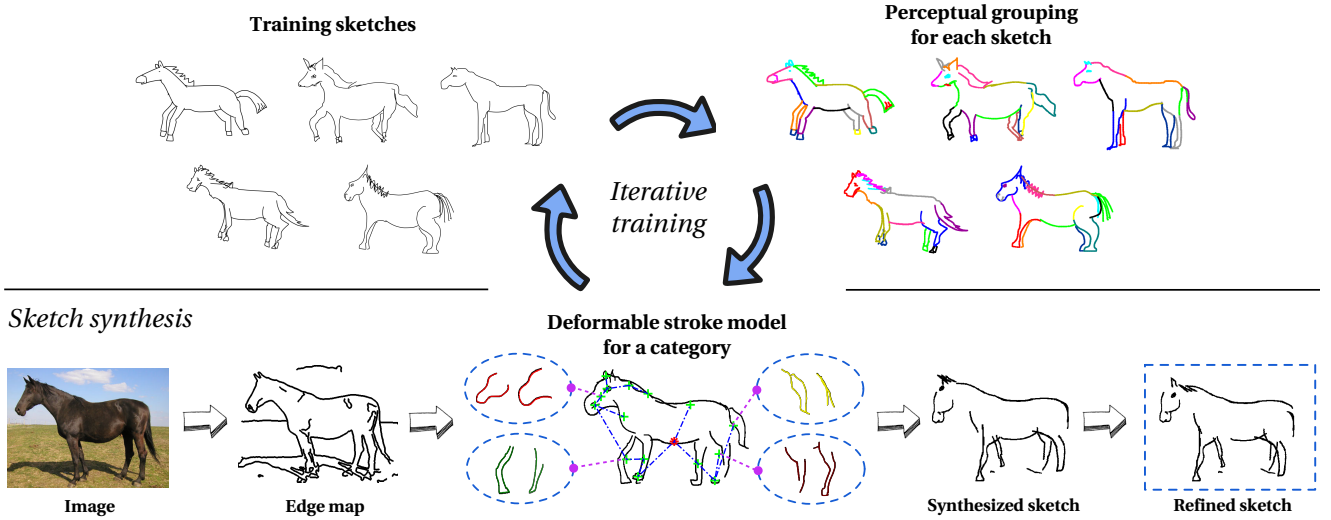 Training sketches
Perceptual grouping
for each sketch
Iterative
training
Sketch synthesis
Deformable stroke model
for a category
Image
Edge map
Synthesized sketch
Refined sketch